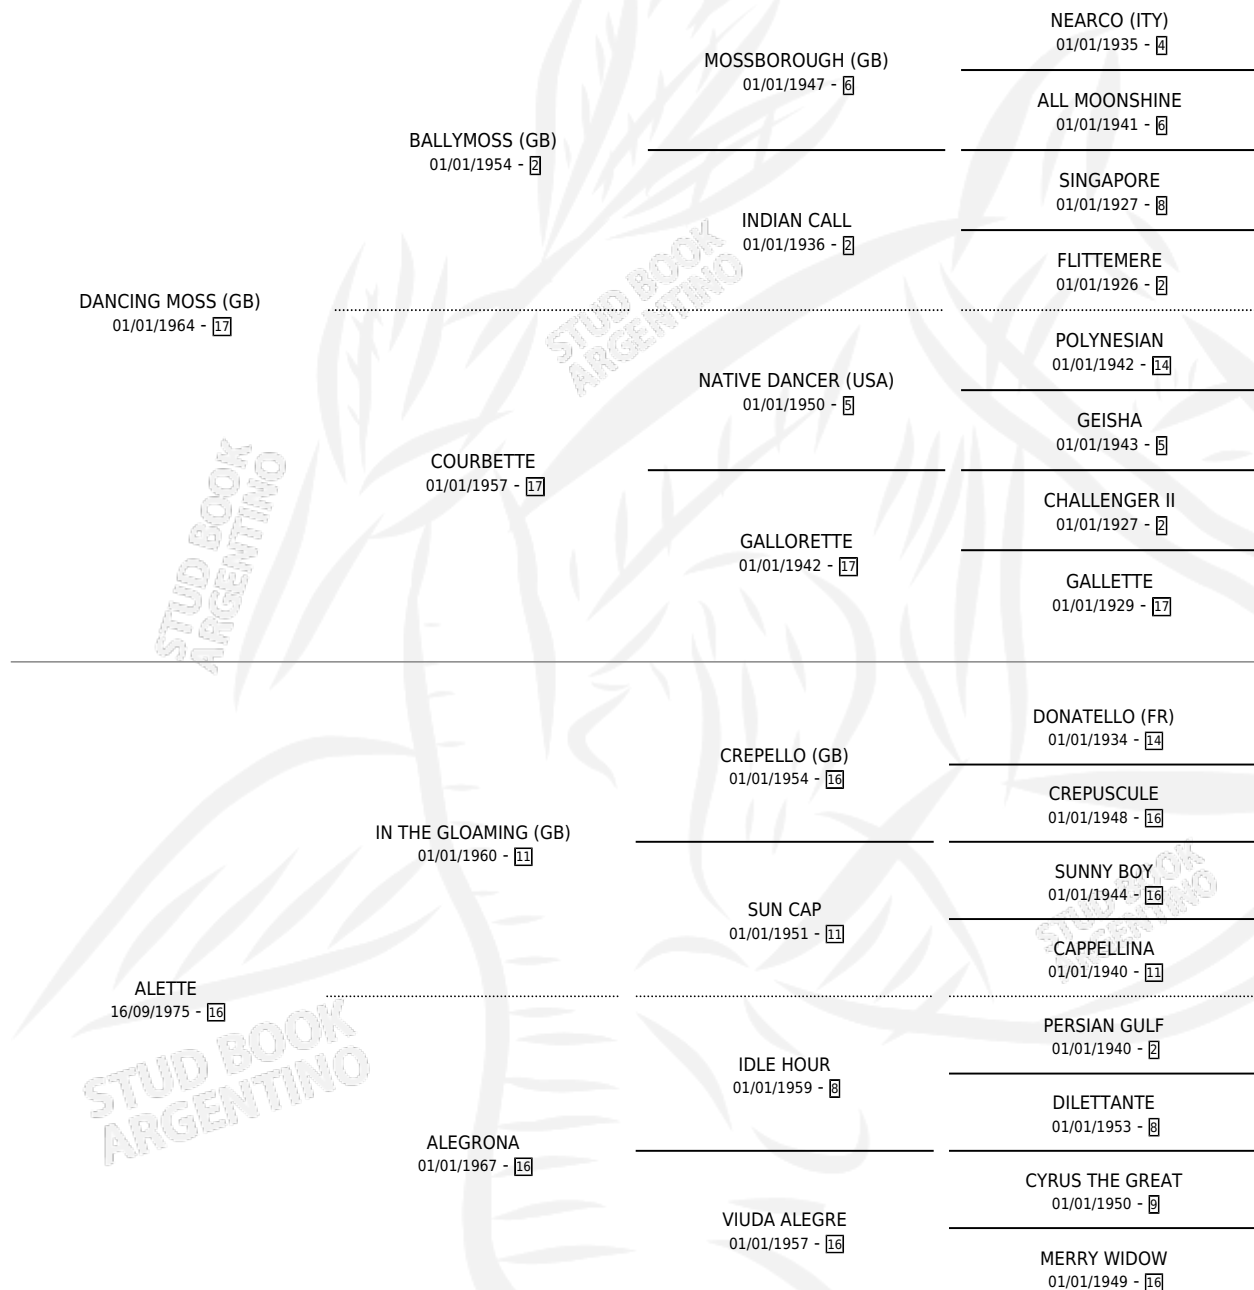 NEARCO (ITY)
01/01/1935 - 4
MOSSBOROUGH (GB)
01/01/1947 - 6
ALL MOONSHINE
01/01/1941 - 6
BALLYMOSS (GB)
01/01/1954 - 2
SINGAPORE
01/01/1927 - 8
INDIAN CALL
01/01/1936 - 2
FLITTEMERE
01/01/1926 - 2
DANCING MOSS (GB)
01/01/1964 - 17
POLYNESIAN
01/01/1942 - 14
NATIVE DANCER (USA)
01/01/1950 - 5
GEISHA
01/01/1943 - 5
COURBETTE
01/01/1957 - 17
CHALLENGER II
01/01/1927 - 2
GALLORETTE
01/01/1942 - 17
GALLETTE
01/01/1929 - 17
DONATELLO (FR)
01/01/1934 - 14
CREPELLO (GB)
01/01/1954 - 16
CREPUSCULE
01/01/1948 - 16
IN THE GLOAMING (GB)
01/01/1960 - 11
SUNNY BOY
01/01/1944 - 16
SUN CAP
01/01/1951 - 11
CAPPELLINA
01/01/1940 - 11
ALETTE
16/09/1975 - 16
PERSIAN GULF
01/01/1940 - 2
IDLE HOUR
01/01/1959 - 8
DILETTANTE
01/01/1953 - 8
ALEGRONA
01/01/1967 - 16
CYRUS THE GREAT
01/01/1950 - 9
VIUDA ALEGRE
01/01/1957 - 16
MERRY WIDOW
01/01/1949 - 16
STUD BOOK
ARGENTINO
STUD BOOK
ARGENTINO
STUD BOOK
ARGENTINO
STUD BOOK
ARGENTINO